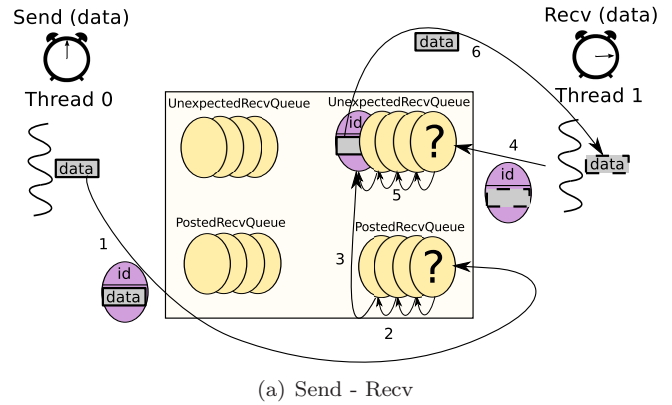 Send (data)
Recv (data)
data
6
Thread 0
Thread 1
UnexpectedRecvQueue
UnexpectedRecvQueue
id
?
4
data
data
id
5
PostedRecvQueue
PostedRecvQueue
1
3
?
id
data
2
(a) Send - Recv